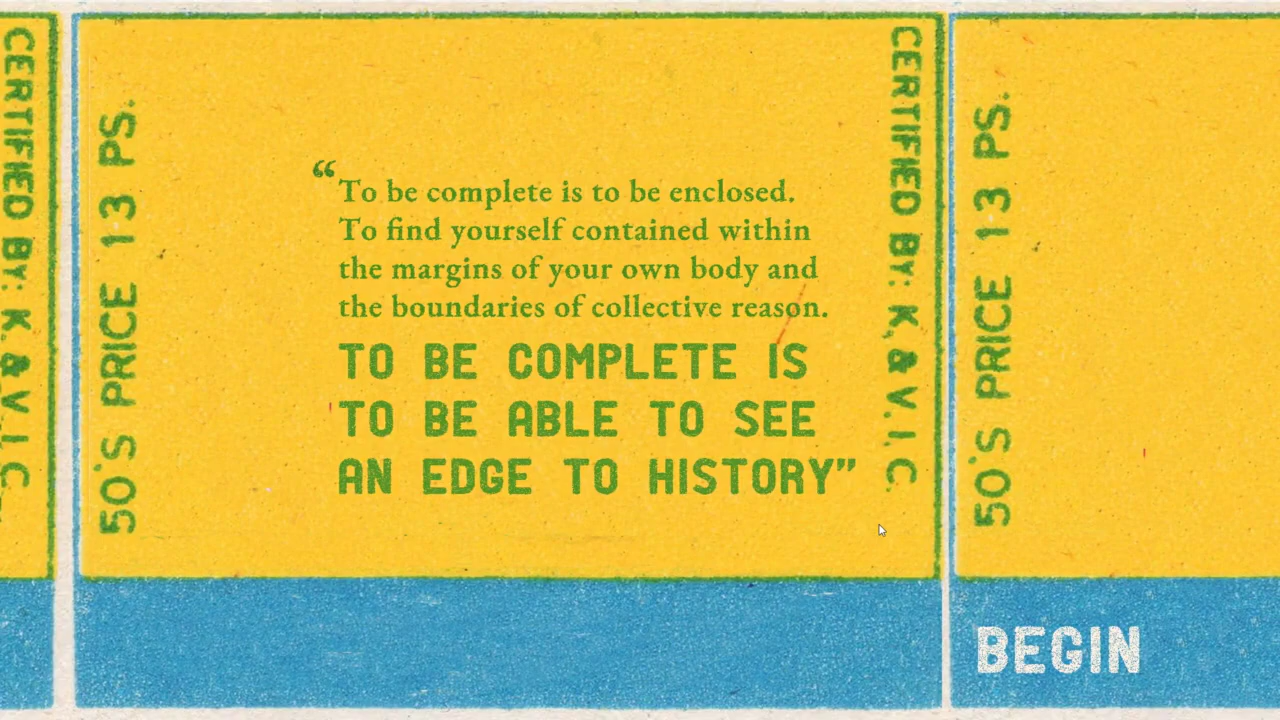 CERTIFIED BY: K. & V. I. C.
50'S PRICE 13 PS.
“To be complete is to be enclosed.
To find yourself contained within
the margins of your own body and
the boundaries of collective reason.
TO BE COMPLETE IS
TO BE ABLE TO SEE
AN EDGE TO HISTORY”
CERTIFIED BY: K. & V. I. C.
50'S PRICE 13 PS.
BEGIN